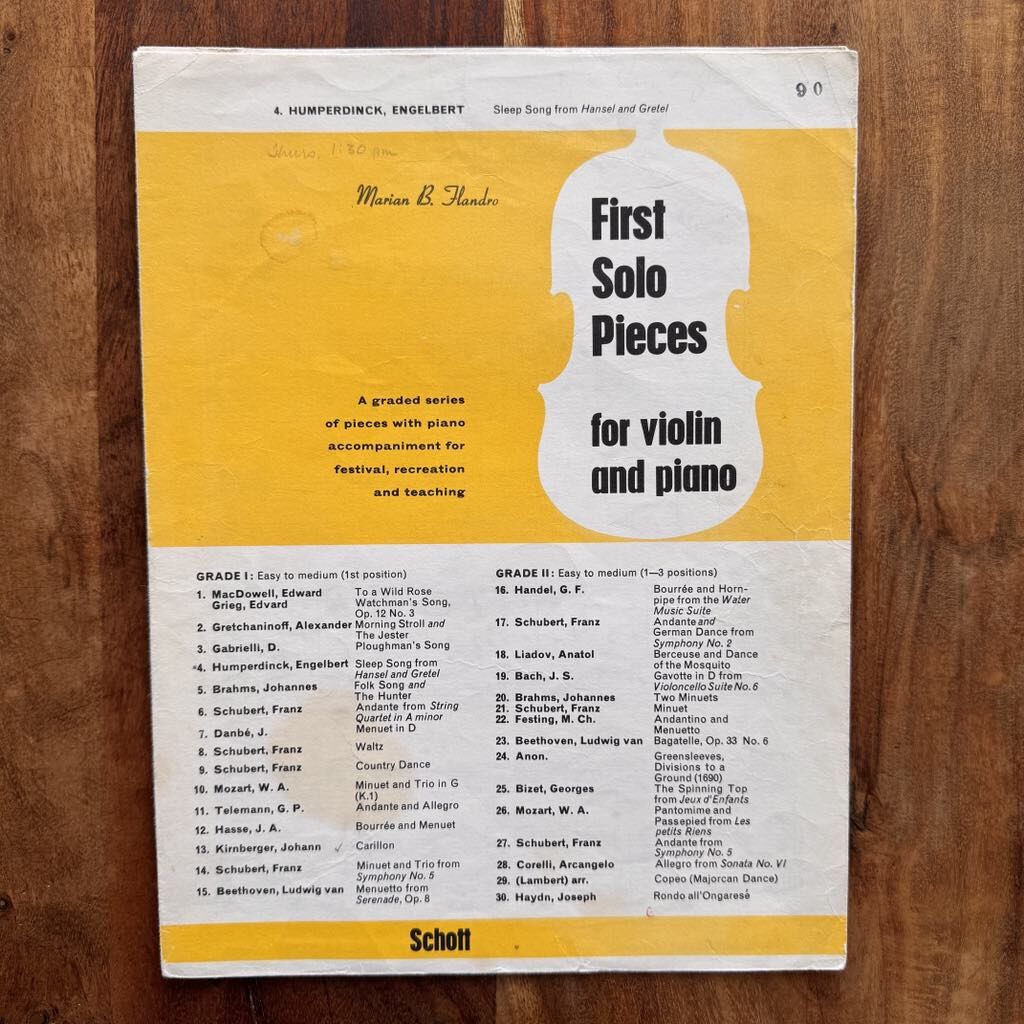 90
4. HUMPERDINCK, ENGELBERT Sleep Song from Hansel and Gretel
Thurs, 1:30 pm
Marian B. Flandro
First
Solo
Pieces
for violin
and piano
A graded series
of pieces with piano
accompaniment for
festival, recreation
and teaching
GRADE I: Easy to medium (1st position)
1. MacDowell, Edward To a Wild Rose
Grieg, Edvard Watchman's Song,
Op. 12 No. 3
2. Gretchaninoff, Alexander Morning Stroll and
The Jester
3. Gabrielli, D. Ploughman's Song
*4. Humperdinck, Engelbert Sleep Song from
Hansel and Gretel
5. Brahms, Johannes Folk Song and
The Hunter
6. Schubert, Franz Andante from String
Quartet in A minor
7. Danbé, J. Menuet in D
8. Schubert, Franz Waltz
9. Schubert, Franz Country Dance
10. Mozart, W. A. Minuet and Trio in G
(K.1)
11. Telemann, G. P. Andante and Allegro
12. Hasse, J. A. Bourrée and Menuet
13. Kirnberger, Johann ✓ Carillon
14. Schubert, Franz Minuet and Trio from
Symphony No. 5
15. Beethoven, Ludwig van Menuetto from
Serenade, Op. 8
GRADE II: Easy to medium (1—3 positions)
16. Handel, G. F. Bourrée and Horn-
pipe from the Water
Music Suite
17. Schubert, Franz Andante and
German Dance from
Symphony No. 2
18. Liadov, Anatol Berceuse and Dance
of the Mosquito
19. Bach, J. S. Gavotte in D from
Violoncello Suite No. 6
20. Brahms, Johannes Two Minuets
21. Schubert, Franz Minuet
22. Festing, M. Ch. Andantino and
Menuetto
23. Beethoven, Ludwig van Bagatelle, Op. 33 No. 6
24. Anon. Greensleeves,
Divisions to a
Ground (1690)
25. Bizet, Georges The Spinning Top
from Jeux d'Enfants
26. Mozart, W. A. Pantomime and
Passepied from Les
petits Riens
27. Schubert, Franz Andante from
Symphony No. 5
28. Corelli, Arcangelo Allegro from Sonata No. VI
29. (Lambert) arr. Copeo (Majorcan Dance)
30. Haydn, Joseph Rondo all'Ongaresé
Schott